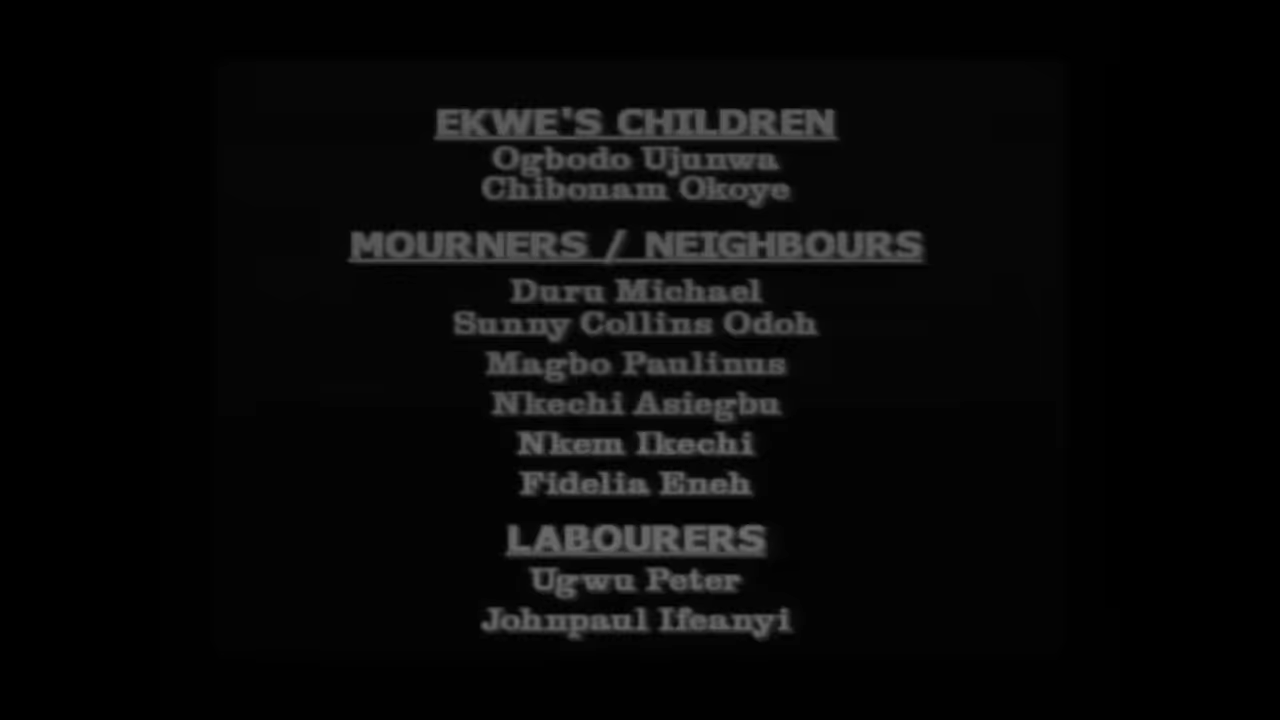 EKWE'S CHILDREN
Ogbodo Ujunwa
Chibonam Okoye
MOURNERS / NEIGHBOURS
Duru Michael
Sunny Collins Odoh
Magbo Paulinus
Nkechi Asiegbu
Nkem Ikechi
Fidelia Eneh
LABOURERS
Ugwu Peter
Johnpaul Ifeanyi